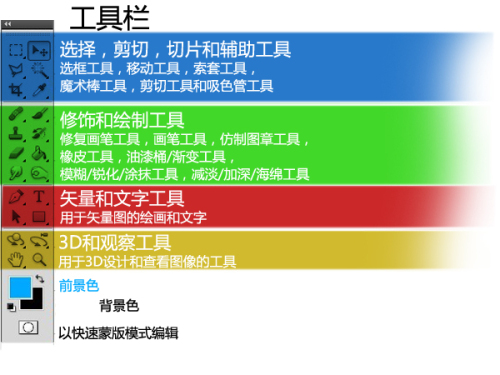 工具栏
选择，剪切，切片和辅助工具
选框工具，移动工具，索套工具，
魔术棒工具，剪切工具和吸色管工具
修饰和绘制工具
修复画笔工具，画笔工具，仿制图章工具，
橡皮工具，油漆桶/渐变工具，
模糊/锐化/涂抹工具，减淡/加深/海绵工具
矢量和文字工具
用于矢量图的绘画和文字
3D和观察工具
用于3D设计和查看图像的工具
前景色
背景色
以快速蒙版模式编辑